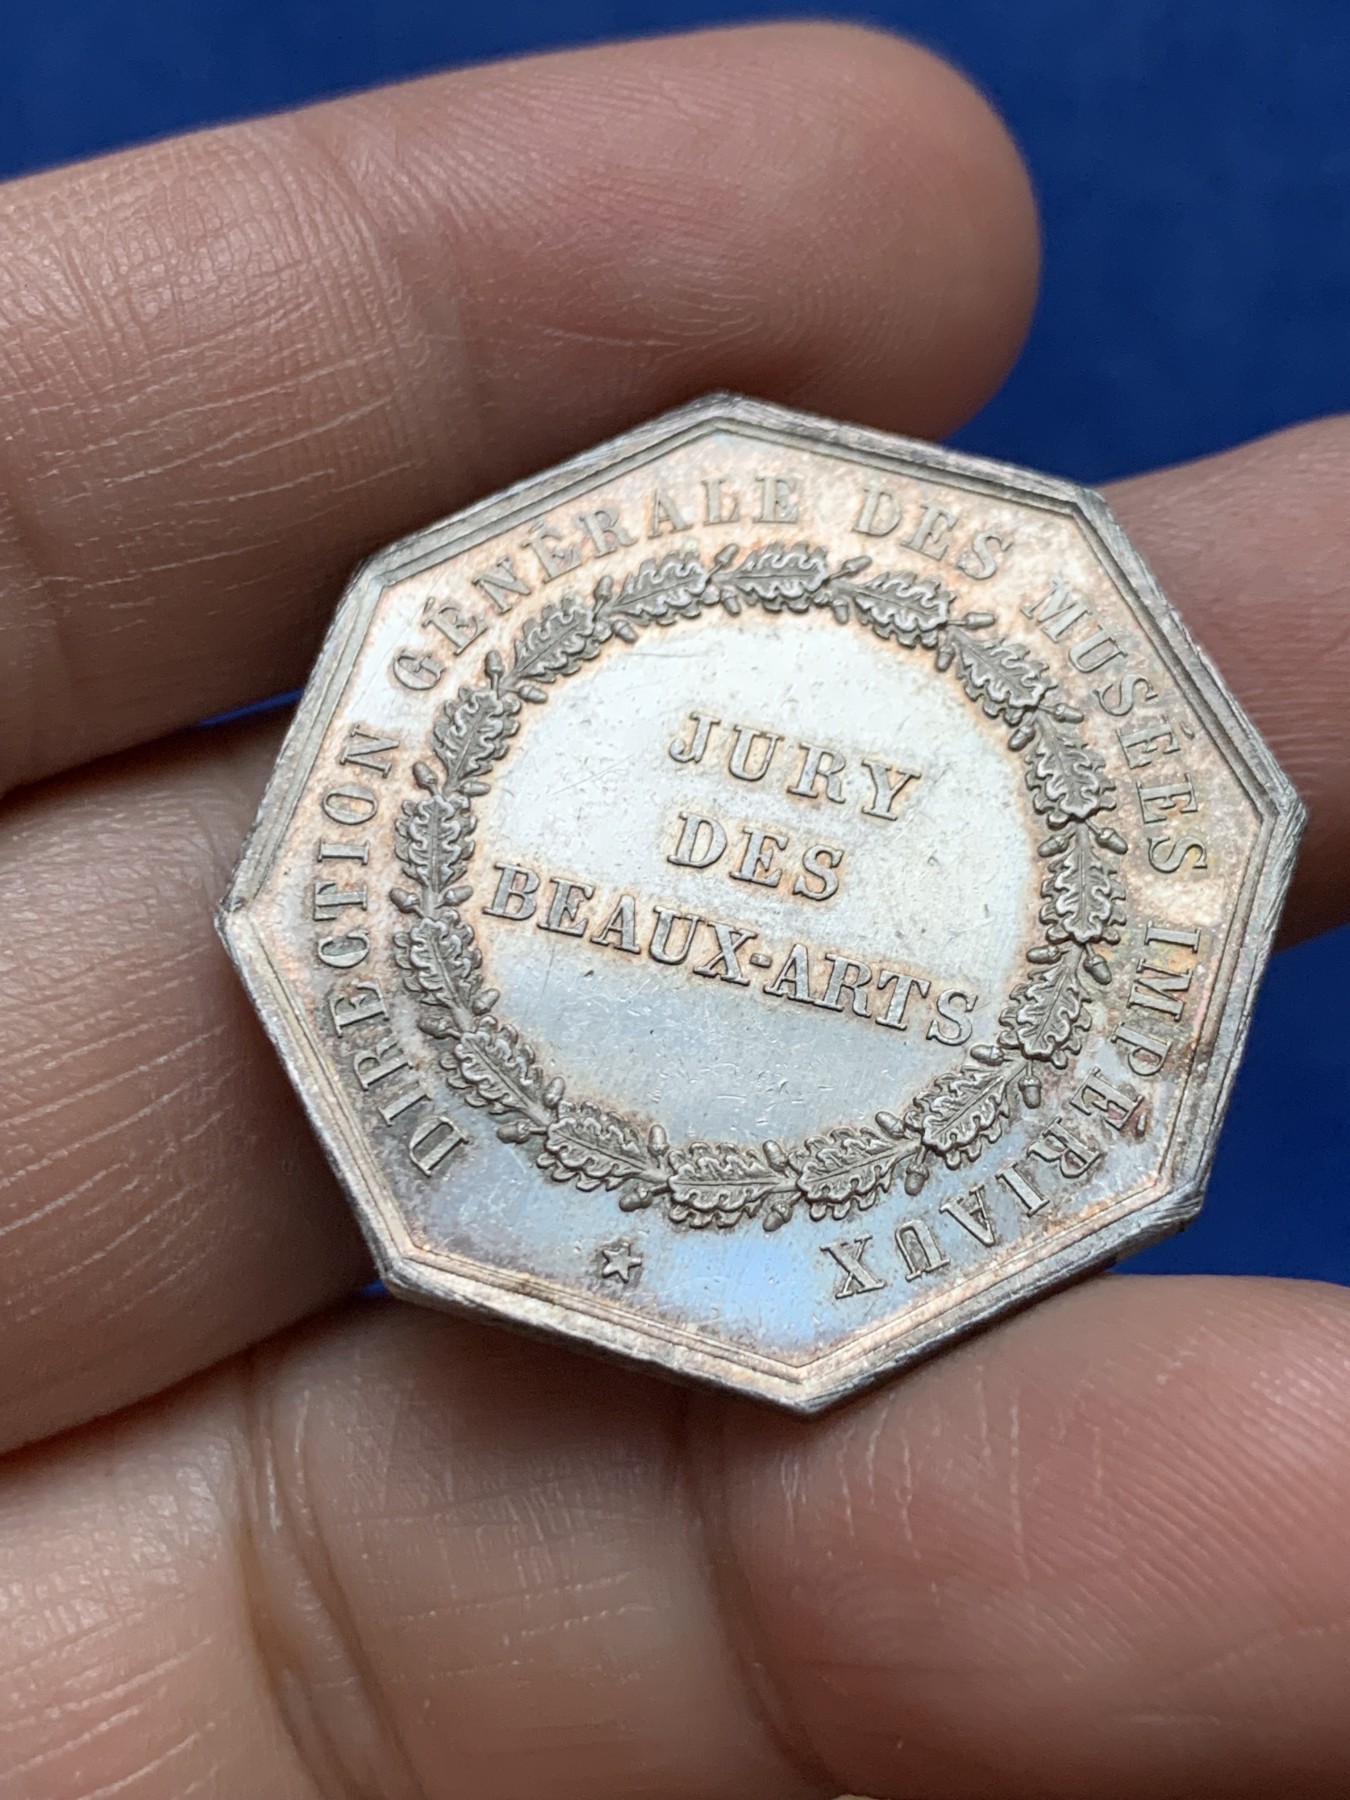 DIRECTION GÉNÉRALE DES MUSÉES IMPÉRIAUX
JURY
DES
BEAUX-ARTS